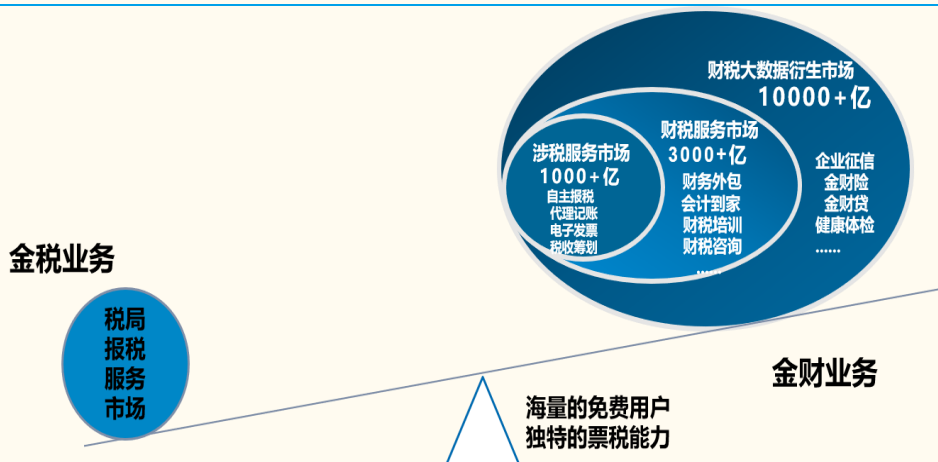 财税大数据衍生市场
10000+亿
财税服务市场
3000+亿
财务外包
会计到家
财税培训
财税咨询
……
涉税服务市场
1000+亿
自主报税
代理记账
电子发票
税收筹划
企业征信
金财险
金财贷
健康体检
……
金税业务
税局
报税
服务
市场
金财业务
海量的免费用户
独特的票税能力